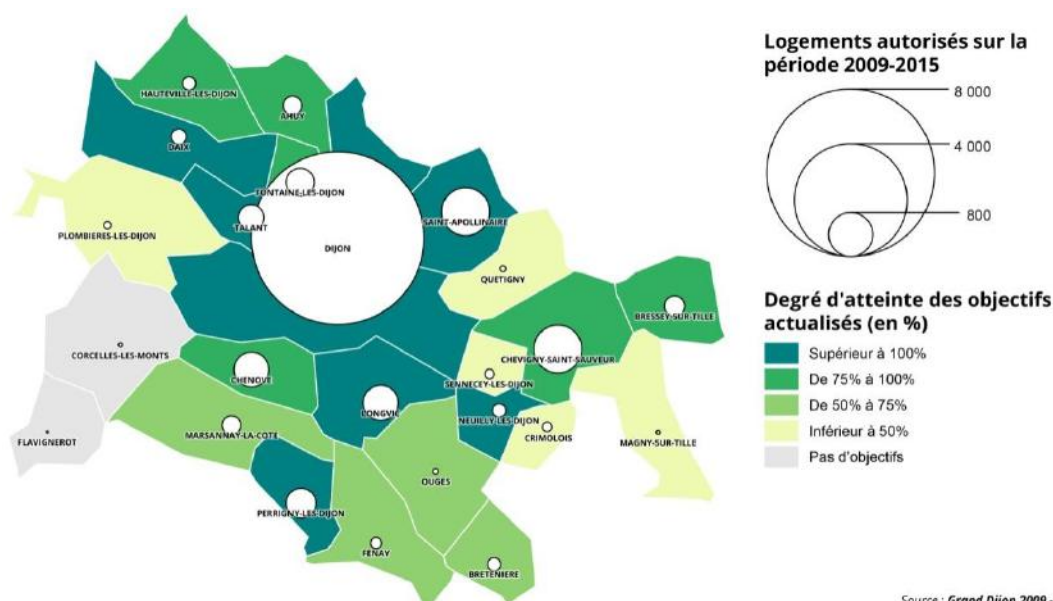 HAUTEVILLE-LES-DIJON
AHUY
DAIX
FONTAINE-LES-DIJON
TALANT
SAINT-APOLLINAIRE
PLOMBIERES-LES-DIJON
DIJON
QUETIGNY
BRESSEY-SUR-TILLE
CORCELLES-LES-MONTS
CHEVIGNY-SAINT-SAUVEUR
CHENOVE
SENNECEY-LES-DIJON
LONGVIC
NEUILLY-LES-DIJON
MARSANNAY-LA-COTE
CRIMOLOIS
FLAVIGNEROT
MAGNY-SUR-TILLE
OUGES
PERRIGNY-LES-DIJON
FENAY
BRETENIERE
Logements autorisés sur la
période 2009-2015
8 000
4 000
800
Degré d'atteinte des objectifs
actualisés (en %)
Supérieur à 100%
De 75% à 100%
De 50% à 75%
Inférieur à 50%
Pas d'objectifs
Source : Grand Dijon 2009 -